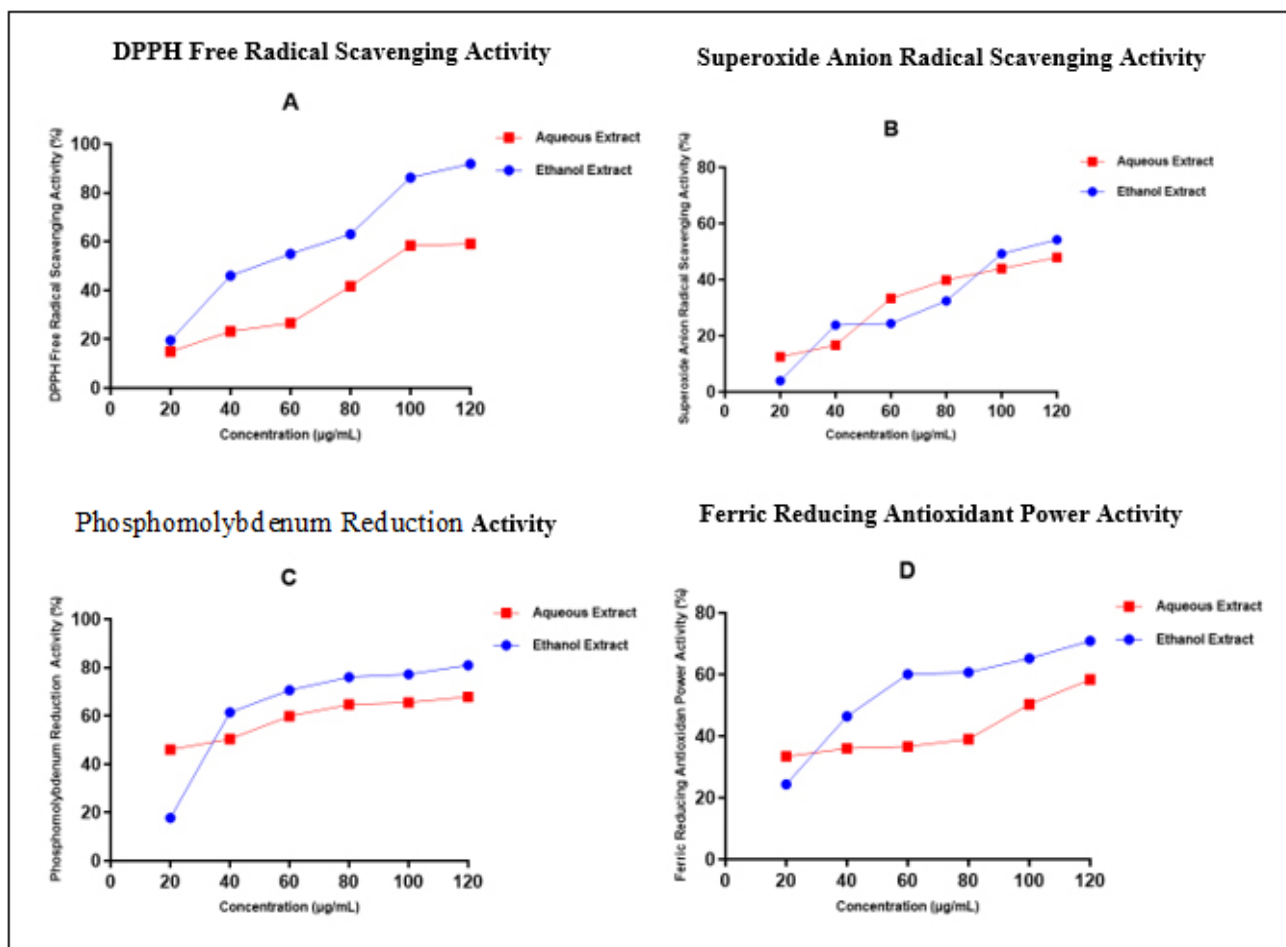 DPPH Free Radical Scavenging Activity
A
DPPH Free Radical Scavenging Activity (%)
100
80
60
40
20
0
0 20 40 60 80 100 120
Concentration (µg/mL)
Aqueous Extract
Ethanol Extract
Superoxide Anion Radical Scavenging Activity
B
Superoxide Anion Radical Scavenging Activity (%)
80
60
40
20
0
0 20 40 60 80 100 120
Concentration (µg/mL)
Aqueous Extract
Ethanol Extract
Phosphomolybdenum Reduction Activity
C
Phosphomolybdenum Reduction Activity (%)
100
80
60
40
20
0
0 20 40 60 80 100 120
Concentration (µg/mL)
Aqueous Extract
Ethanol Extract
Ferric Reducing Antioxidant Power Activity
D
Ferric Reducing Antioxidan Power Activity (%)
80
60
40
20
0
0 20 40 60 80 100 120
Concentration (µg/mL)
Aqueous Extract
Ethanol Extract